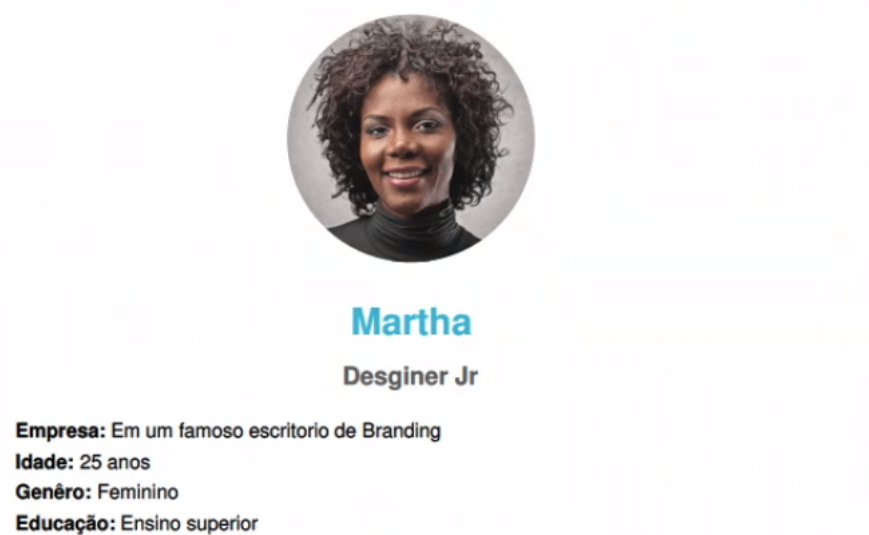 Martha
Desginer Jr
Empresa: Em um famoso escritorio de Branding
Idade: 25 anos
Genêro: Feminino
Educação: Ensino superior